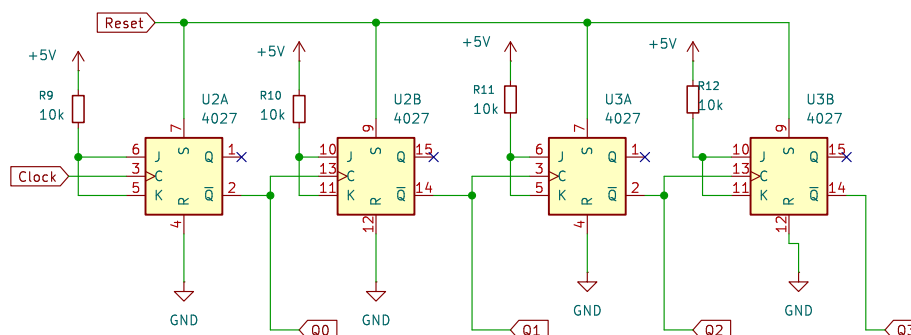 Reset
+5V
+5V
+5V
+5V
R9
10k
R10
10k
R11
10k
R12
10k
U2A
4027
U2B
4027
U3A
4027
U3B
4027
7
9
7
9
6 J S Q 1
10 J S Q 15
6 J S Q 1
10 J S Q 15
Clock
3 C
13 C
3 C
13 C
5 K R Q 2
11 K R Q 14
5 K R Q 2
11 K R Q 14
4
12
4
12
GND
GND
GND
GND
Q0
Q1
Q2